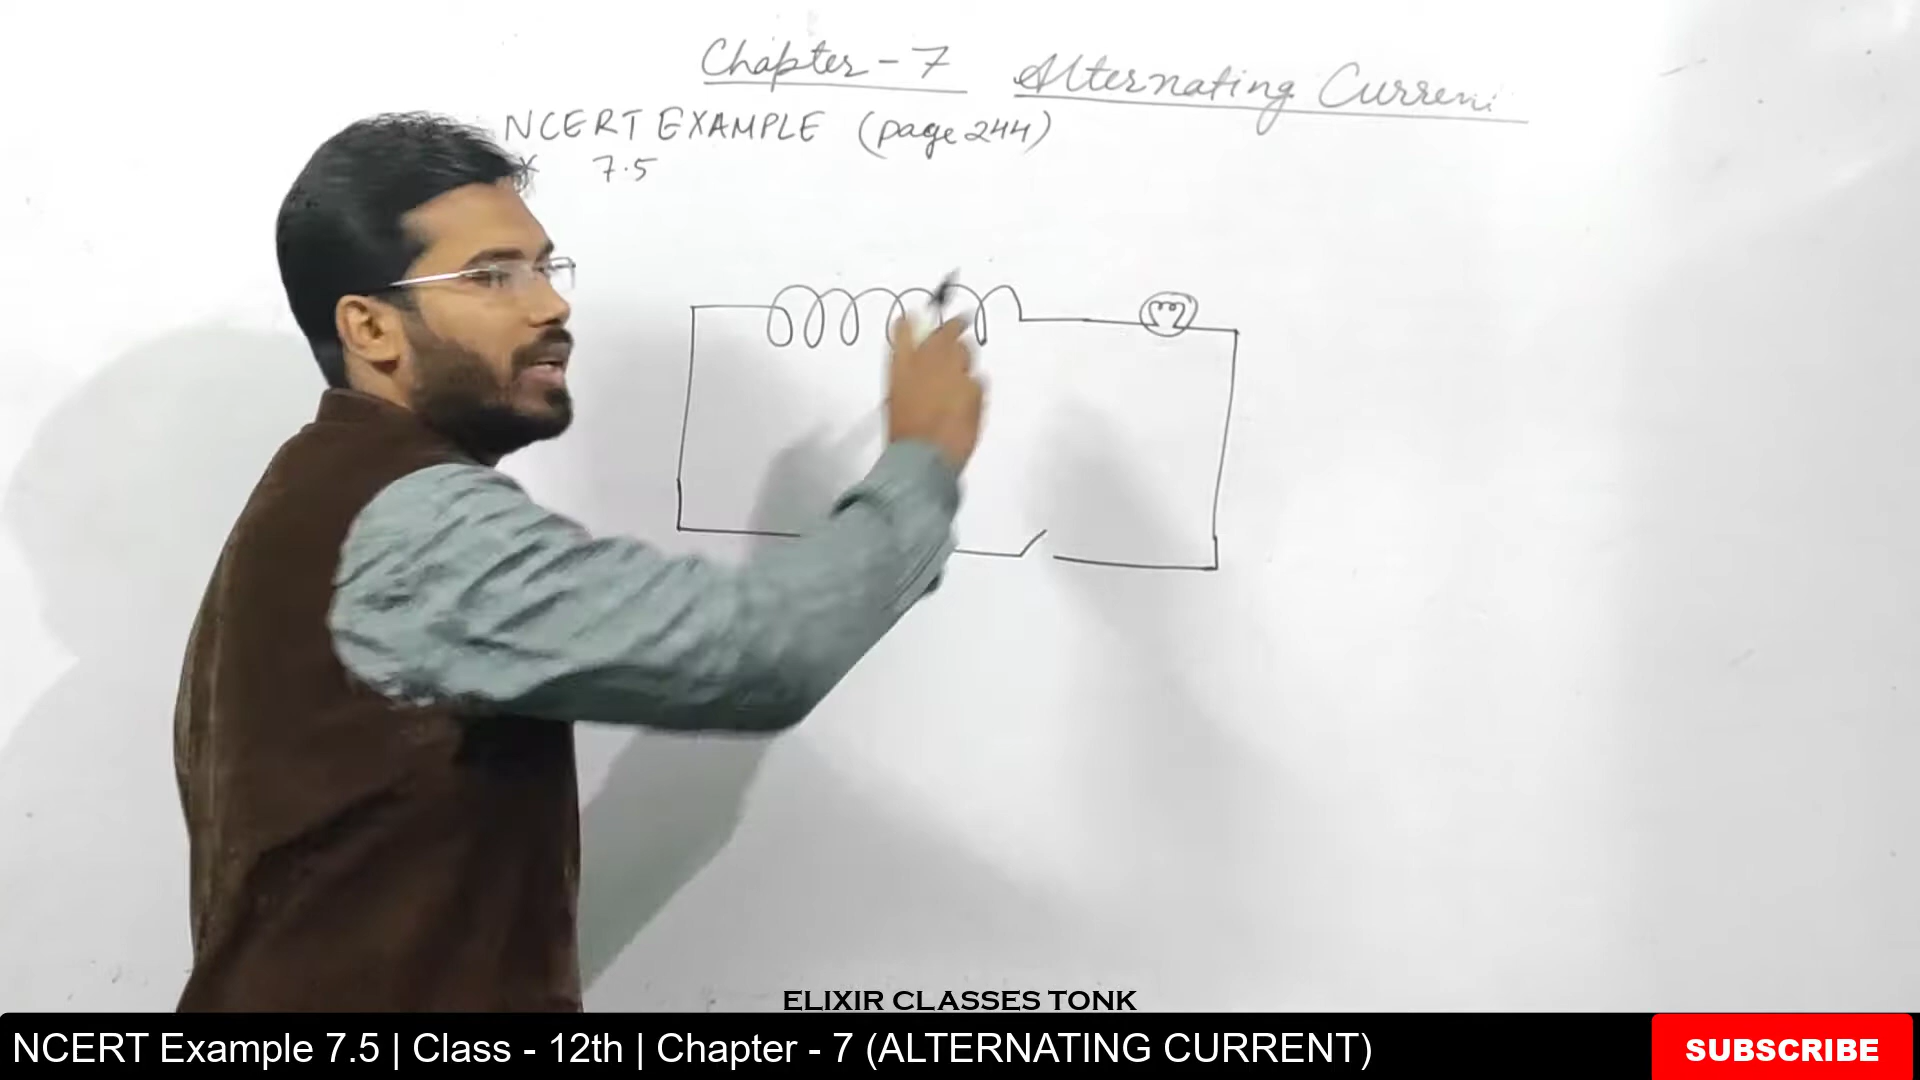 Chapter - 7 Alternating Current
NCERT EXAMPLE (page 244)
* 7.5
ELIXIR CLASSES TONK
NCERT Example 7.5 | Class - 12th | Chapter - 7 (ALTERNATING CURRENT)
SUBSCRIBE